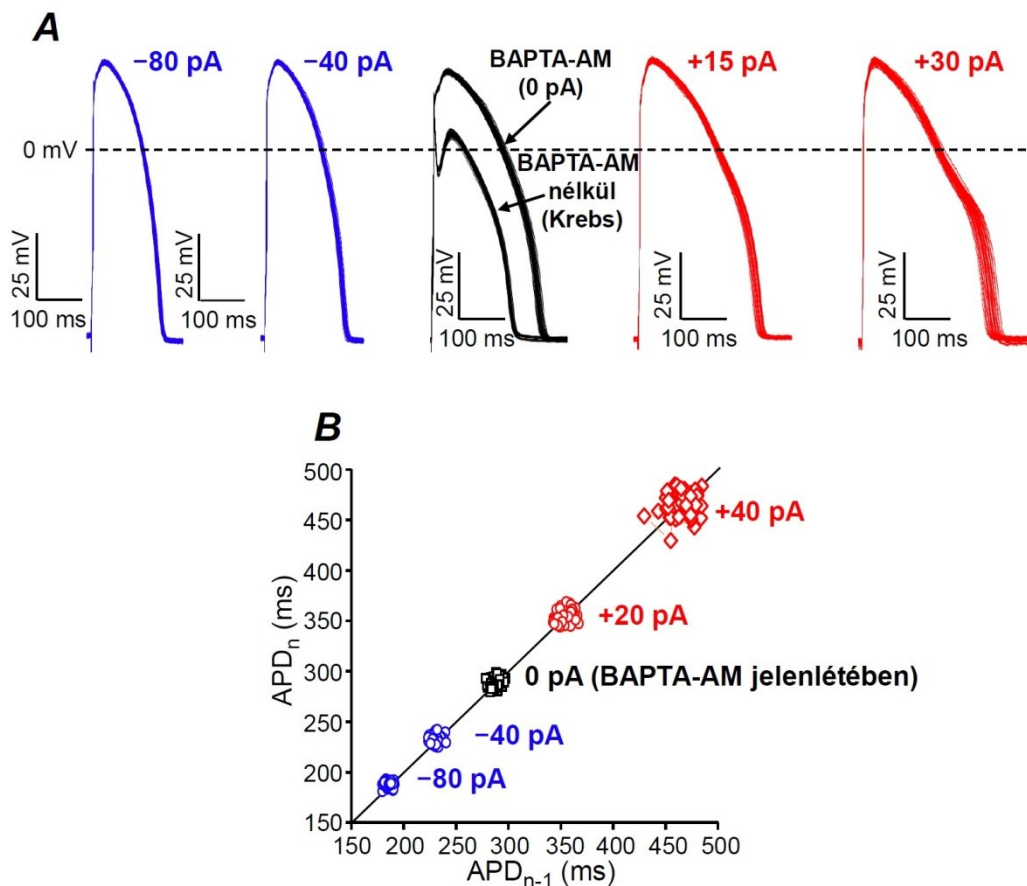 A
−80 pA
−40 pA
BAPTA-AM
(0 pA)
+15 pA
+30 pA
0 mV
BAPTA-AM
nélkül
(Krebs)
25 mV
100 ms
25 mV
100 ms
25 mV
100 ms
25 mV
100 ms
25 mV
100 ms
B
500
450
400
350
300
250
200
150
APDn (ms)
+40 pA
+20 pA
0 pA (BAPTA-AM jelenlétében)
−40 pA
−80 pA
150 200 250 300 350 400 450 500
APDn-1 (ms)